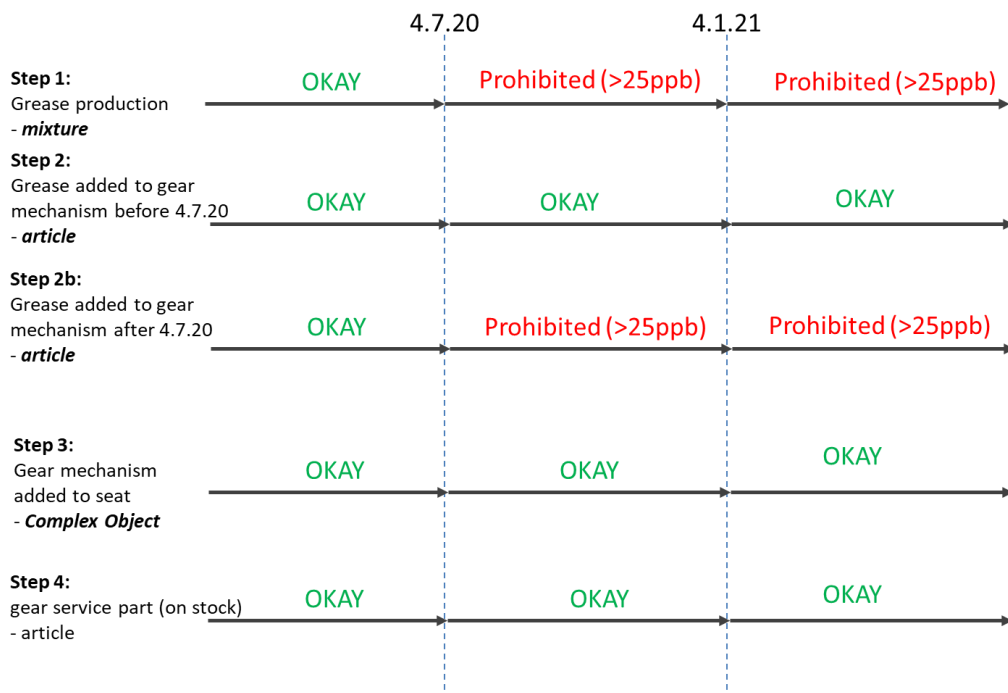 4.7.20 4.1.21
Step 1:
Grease production
- mixture
OKAY Prohibited (>25ppb) Prohibited (>25ppb)
Step 2:
Grease added to gear
mechanism before 4.7.20
- article
OKAY OKAY OKAY
Step 2b:
Grease added to gear
mechanism after 4.7.20
- article
OKAY Prohibited (>25ppb) Prohibited (>25ppb)
Step 3:
Gear mechanism
added to seat
- Complex Object
OKAY OKAY OKAY
Step 4:
gear service part (on stock)
- article
OKAY OKAY OKAY